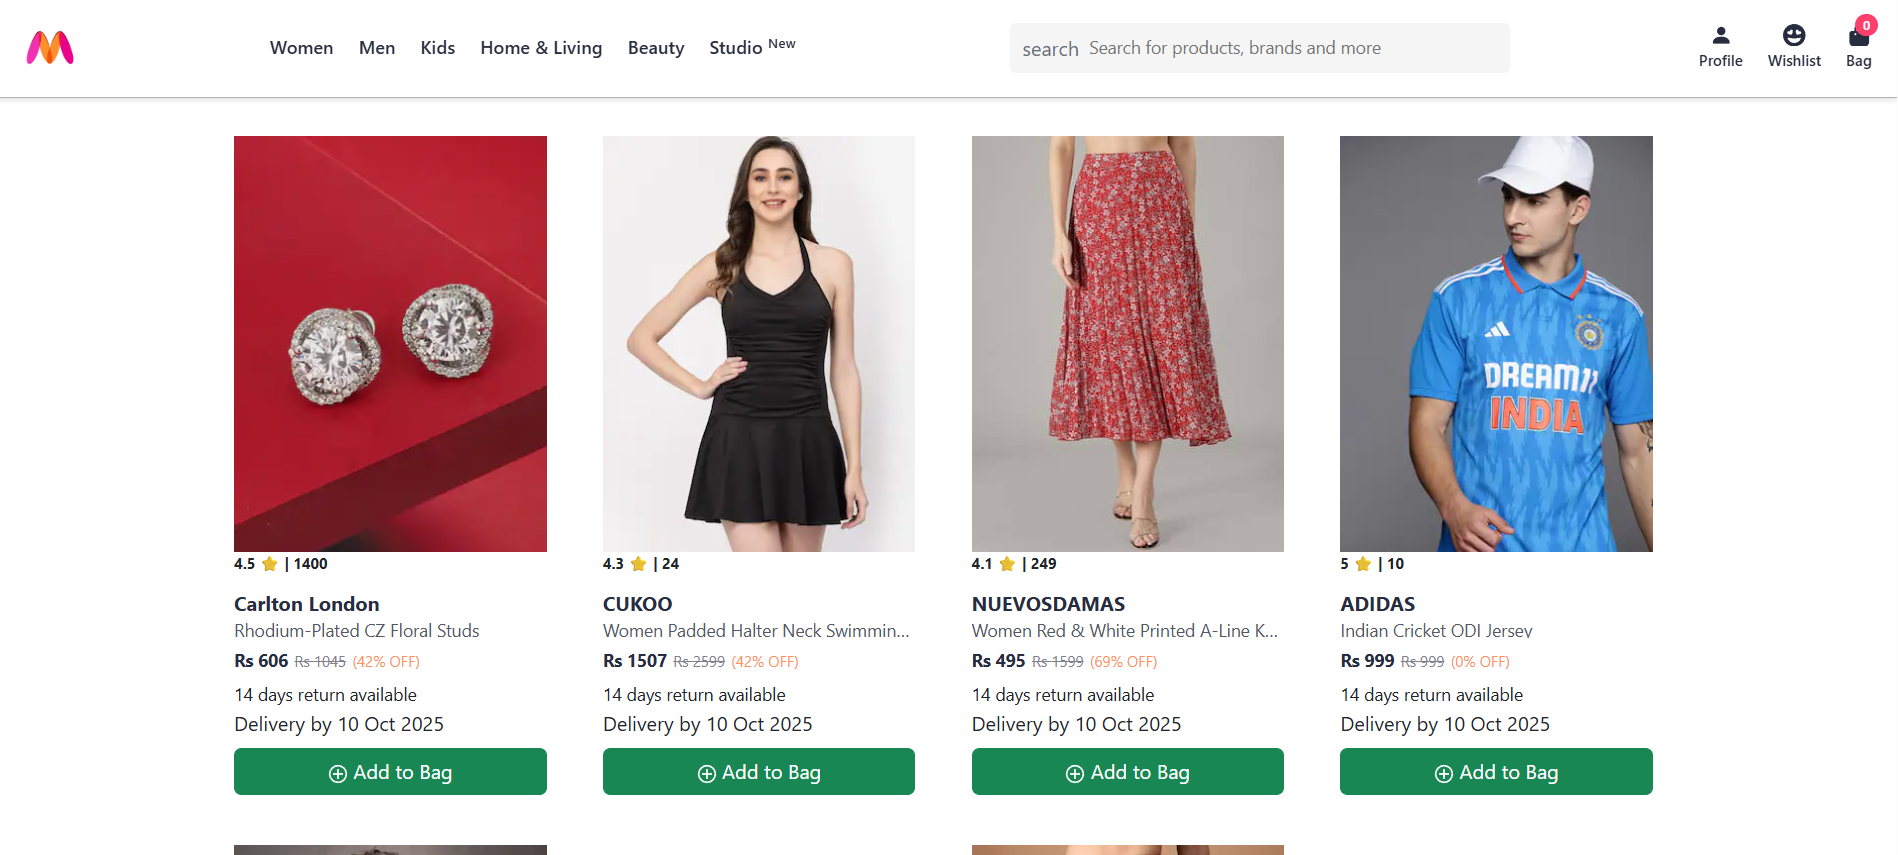 Women Men Kids Home & Living Beauty Studio New
search Search for products, brands and more
Profile
Wishlist
0
Bag
DREAM11
INDIA
4.5 ⭐ | 1400
Carlton London
Rhodium-Plated CZ Floral Studs
Rs 606 Rs 1045 (42% OFF)
14 days return available
Delivery by 10 Oct 2025
Add to Bag
4.3 ⭐ | 24
CUKOO
Women Padded Halter Neck Swimmin...
Rs 1507 Rs 2599 (42% OFF)
14 days return available
Delivery by 10 Oct 2025
Add to Bag
4.1 ⭐ | 249
NUEVOSDAMAS
Women Red & White Printed A-Line K...
Rs 495 Rs 1599 (69% OFF)
14 days return available
Delivery by 10 Oct 2025
Add to Bag
5 ⭐ | 10
ADIDAS
Indian Cricket ODI Jersey
Rs 999 Rs 999 (0% OFF)
14 days return available
Delivery by 10 Oct 2025
Add to Bag